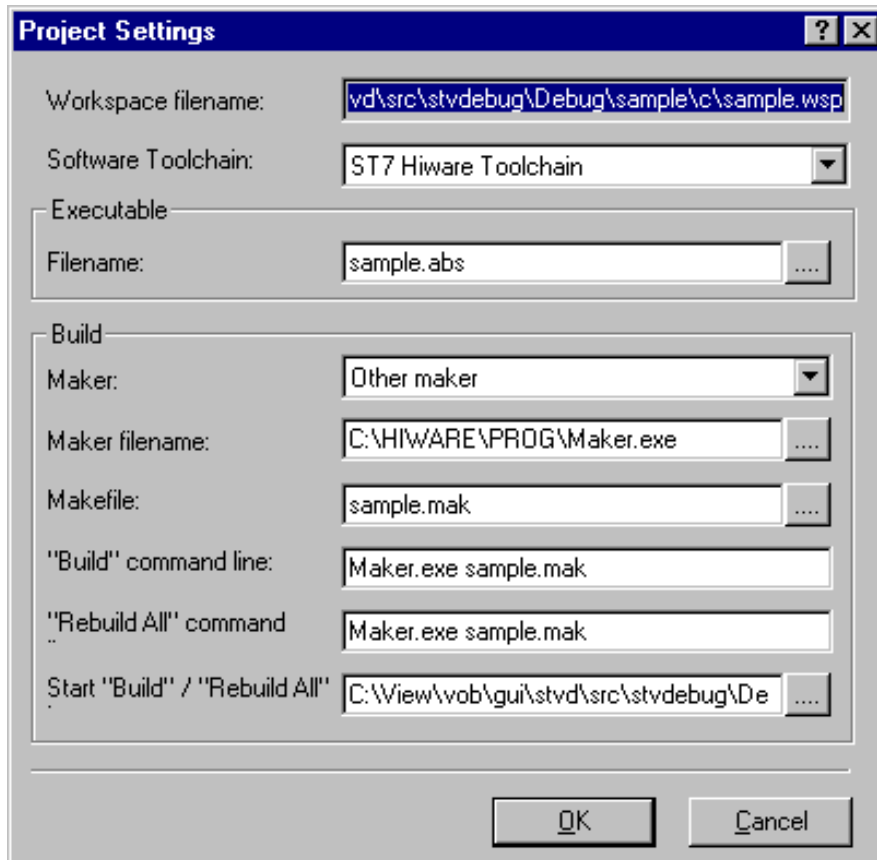 Project Settings
Workspace filename: vd\src\stvdebug\Debug\sample\c\sample.wsp
Software Toolchain: ST7 Hiware Toolchain
Executable
Filename: sample.abs ....
Build
Maker: Other maker
Maker filename: C:\HIWARE\PROG\Maker.exe ....
Makefile: sample.mak ....
"Build" command line: Maker.exe sample.mak
"Rebuild All" command Maker.exe sample.mak
Start "Build" / "Rebuild All" C:\View\vob\gui\stvd\src\stvdebug\De ....
OK Cancel